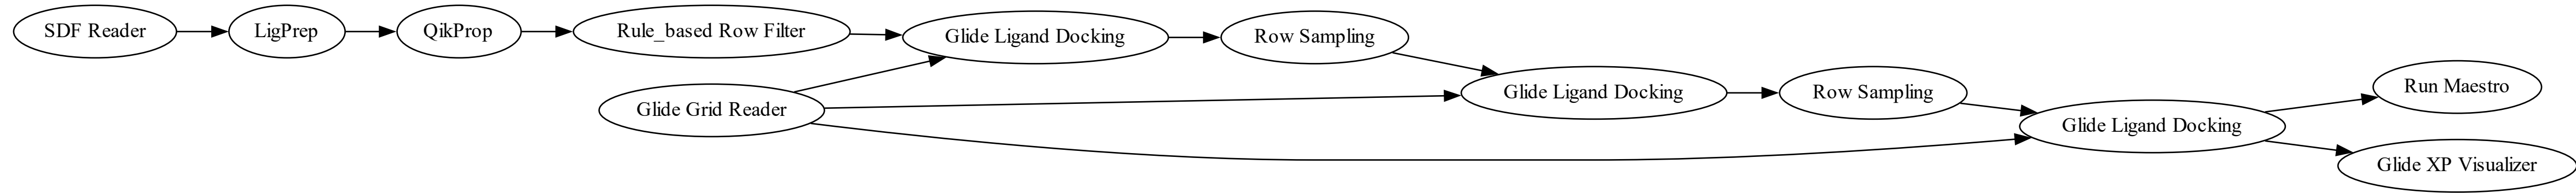 SDF Reader
LigPrep
QikProp
Rule_based Row Filter
Glide Ligand Docking
Row Sampling
Glide Grid Reader
Glide Ligand Docking
Row Sampling
Glide Ligand Docking
Run Maestro
Glide XP Visualizer